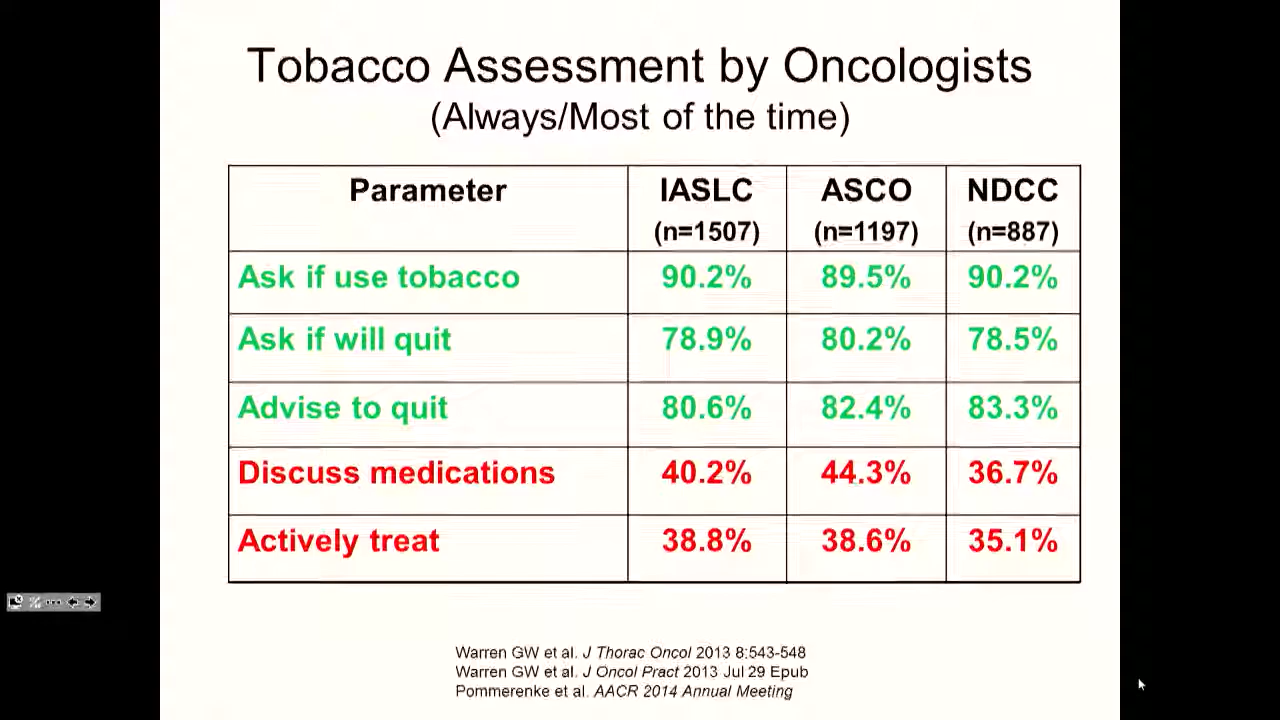 Tobacco Assessment by Oncologists
(Always/Most of the time)
Parameter IASLC ASCO NDCC
(n=1507) (n=1197) (n=887)
Ask if use tobacco 90.2% 89.5% 90.2%
Ask if will quit 78.9% 80.2% 78.5%
Advise to quit 80.6% 82.4% 83.3%
Discuss medications 40.2% 44.3% 36.7%
Actively treat 38.8% 38.6% 35.1%
Warren GW et al. J Thorac Oncol 2013 8;543-548
Warren GW et al. J Oncol Pract 2013 Jul 29 Epub
Pommerenke et al. AACR 2014 Annual Meeting